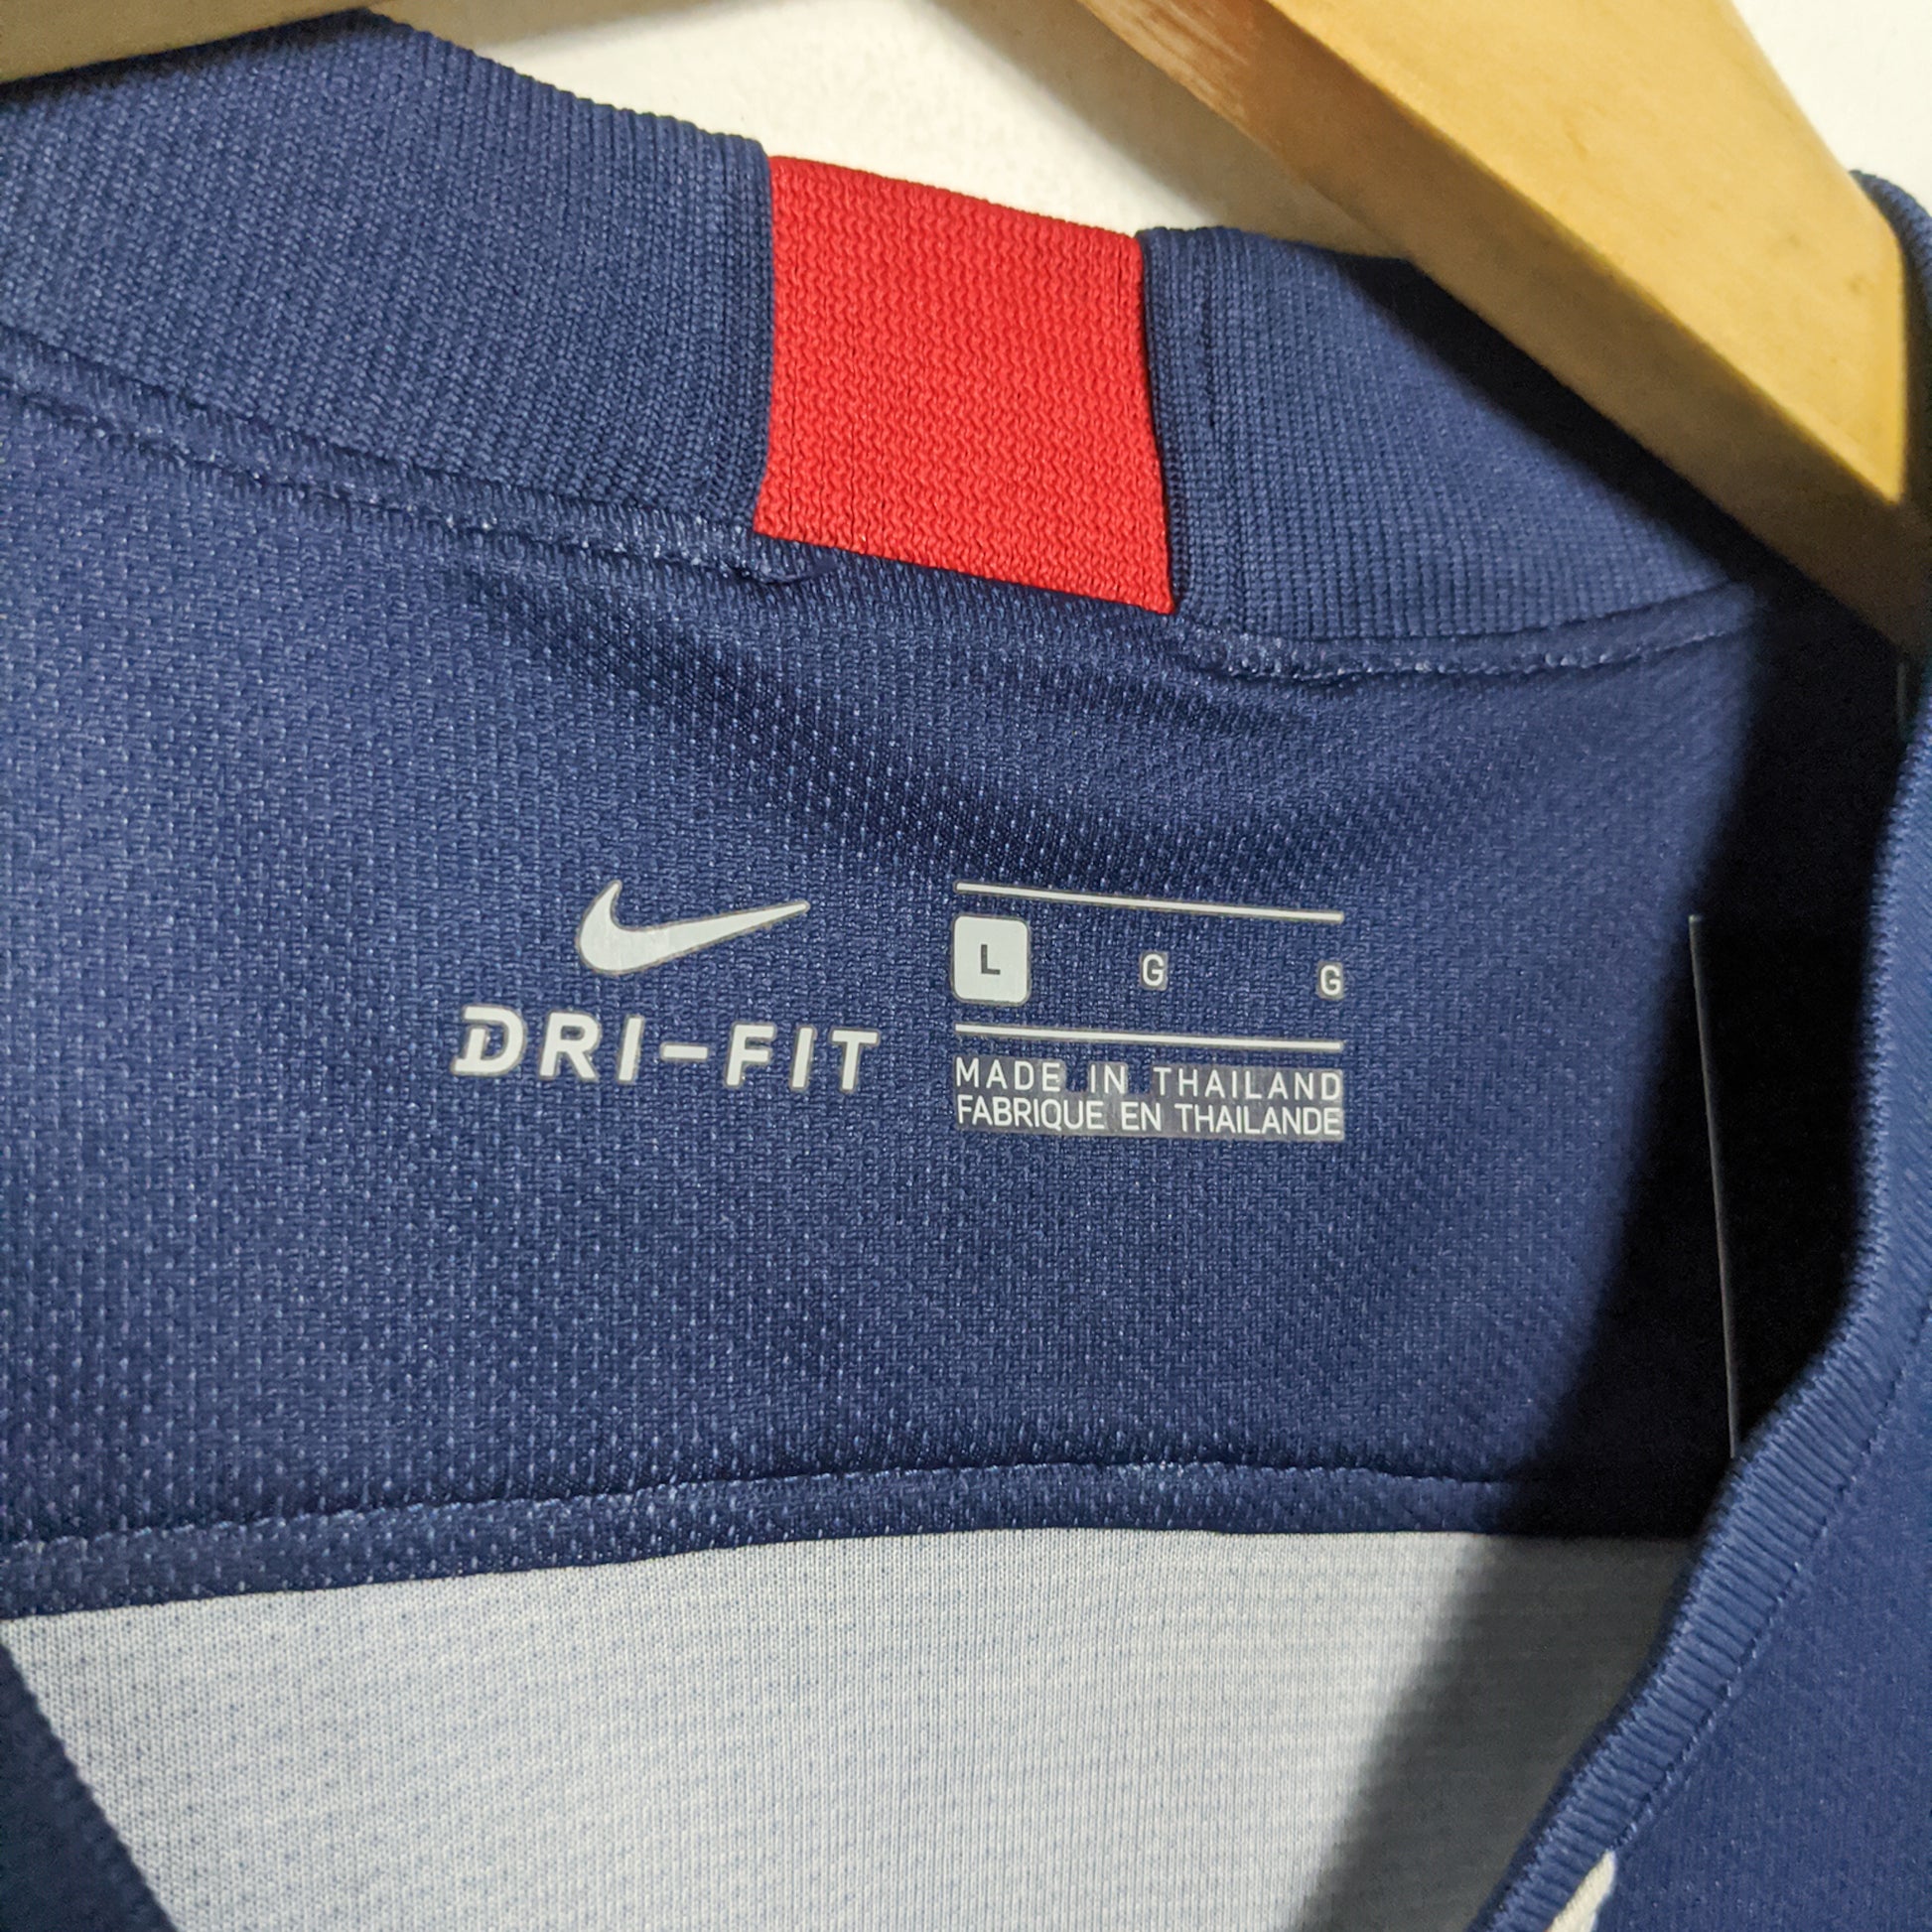 DRI-FIT
L G G
MADE IN THAILAND
FABRIQUE EN THAILANDE